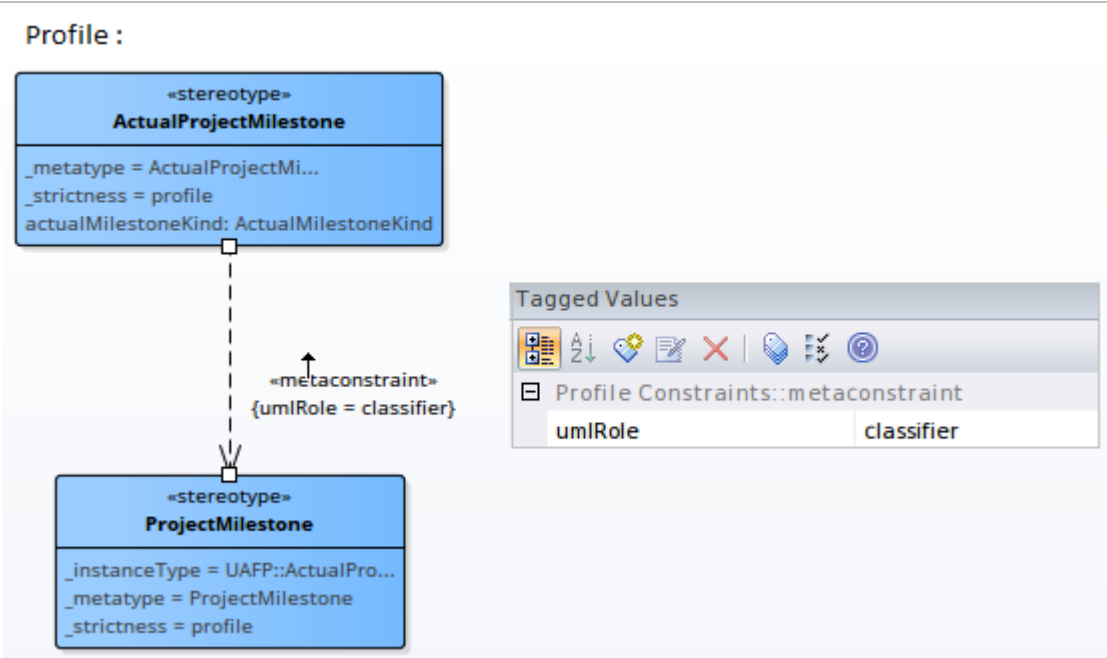 Profile :
«stereotype»
ActualProjectMilestone
_metatype = ActualProjectMi...
_strictness = profile
actualMilestoneKind: ActualMilestoneKind
Tagged Values
«metaconstraint»
{umlRole = classifier}
Profile Constraints::metaconstraint
umlRole classifier
«stereotype»
ProjectMilestone
_instanceType = UAFP::ActualPro...
_metatype = ProjectMilestone
_strictness = profile